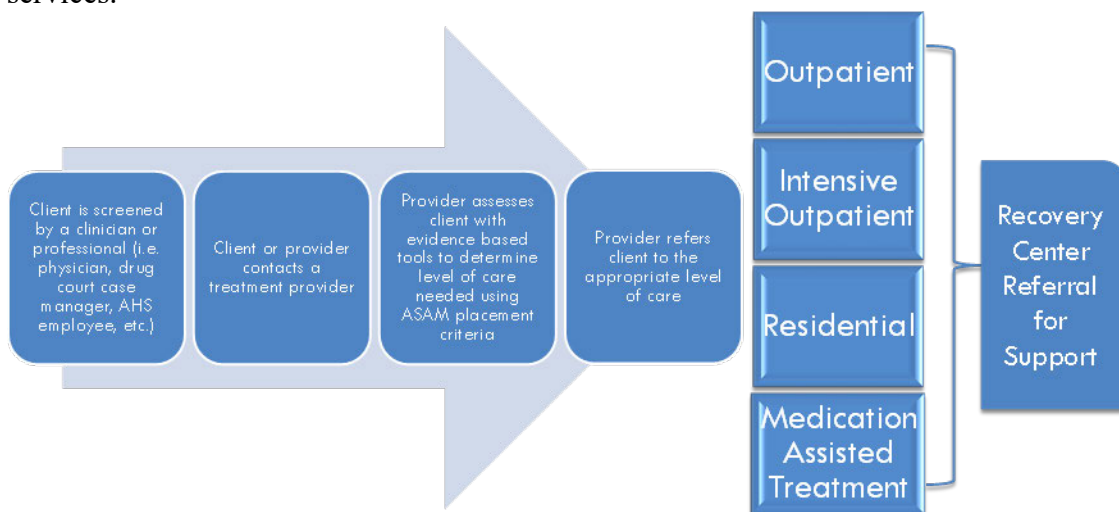 services.
Client is screened
by a clinician or
professional (i.e.
physician, drug
court case
manager, AHS
employee, etc.)
Client or provider
contacts a
treatment provider
Provider assesses
client with
evidence based
tools to determine
level of care
needed using
ASAM placement
criteria
Provider refers
client to the
appropriate level
of care
Outpatient
Intensive
Outpatient
Residential
Medication
Assisted
Treatment
Recovery
Center
Referral
for
Support